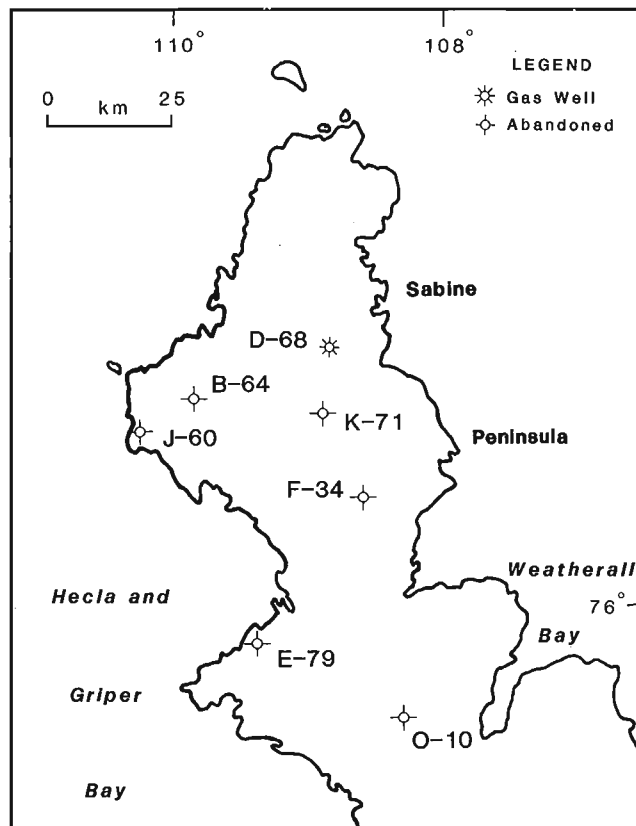 110°
108°
LEGEND
Gas Well
Abandoned
0 km 25
Sabine
D–68
B–64
K–71
J–60
Peninsula
F–34
Weatherall
Hecla and
76°
Bay
E–79
Griper
O–10
Bay